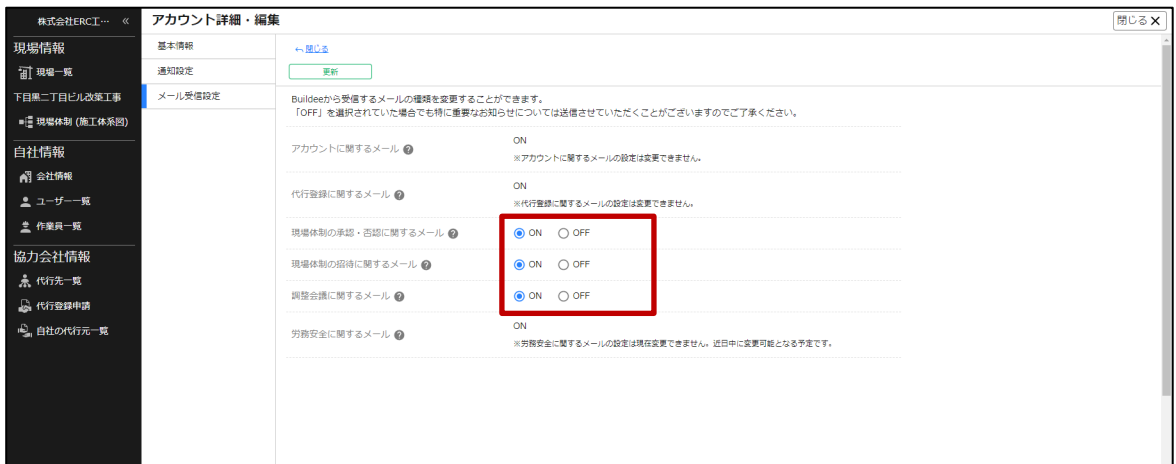 株式会社ERC工… «
アカウント詳細・編集
閉じる ×
現場情報
現場一覧
下目黒二丁目ビル改築工事
現場体制 (施工体系図)
自社情報
会社情報
ユーザー一覧
作業員一覧
協力会社情報
代行先一覧
代行登録申請
自社の代行元一覧
基本情報
通知設定
メール受信設定
閉じる
更新
Buildeeから受信するメールの種類を変更することができます。
「OFF」を選択されていた場合でも特に重要なお知らせについては送信させていただくことがございますのでご了承ください。
アカウントに関するメール ?
ON
※アカウントに関するメールの設定は変更できません。
代行登録に関するメール ?
ON
※代行登録に関するメールの設定は変更できません。
現場体制の承認・否認に関するメール ? ON OFF
現場体制の招待に関するメール ? ON OFF
調整会議に関するメール ? ON OFF
労務安全に関するメール ?
ON
※労務安全に関するメールの設定は現在変更できません。近日中に変更可能となる予定です。